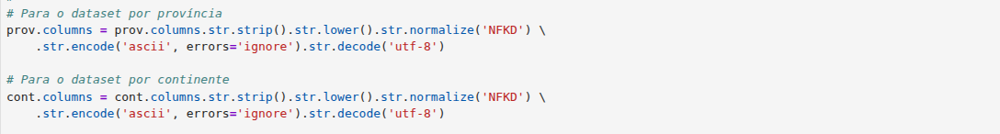 # Para o dataset por província
prov.columns = prov.columns.str.strip().str.lower().str.normalize('NFKD') \
    .str.encode('ascii', errors='ignore').str.decode('utf-8')

# Para o dataset por continente
cont.columns = cont.columns.str.strip().str.lower().str.normalize('NFKD') \
    .str.encode('ascii', errors='ignore').str.decode('utf-8')